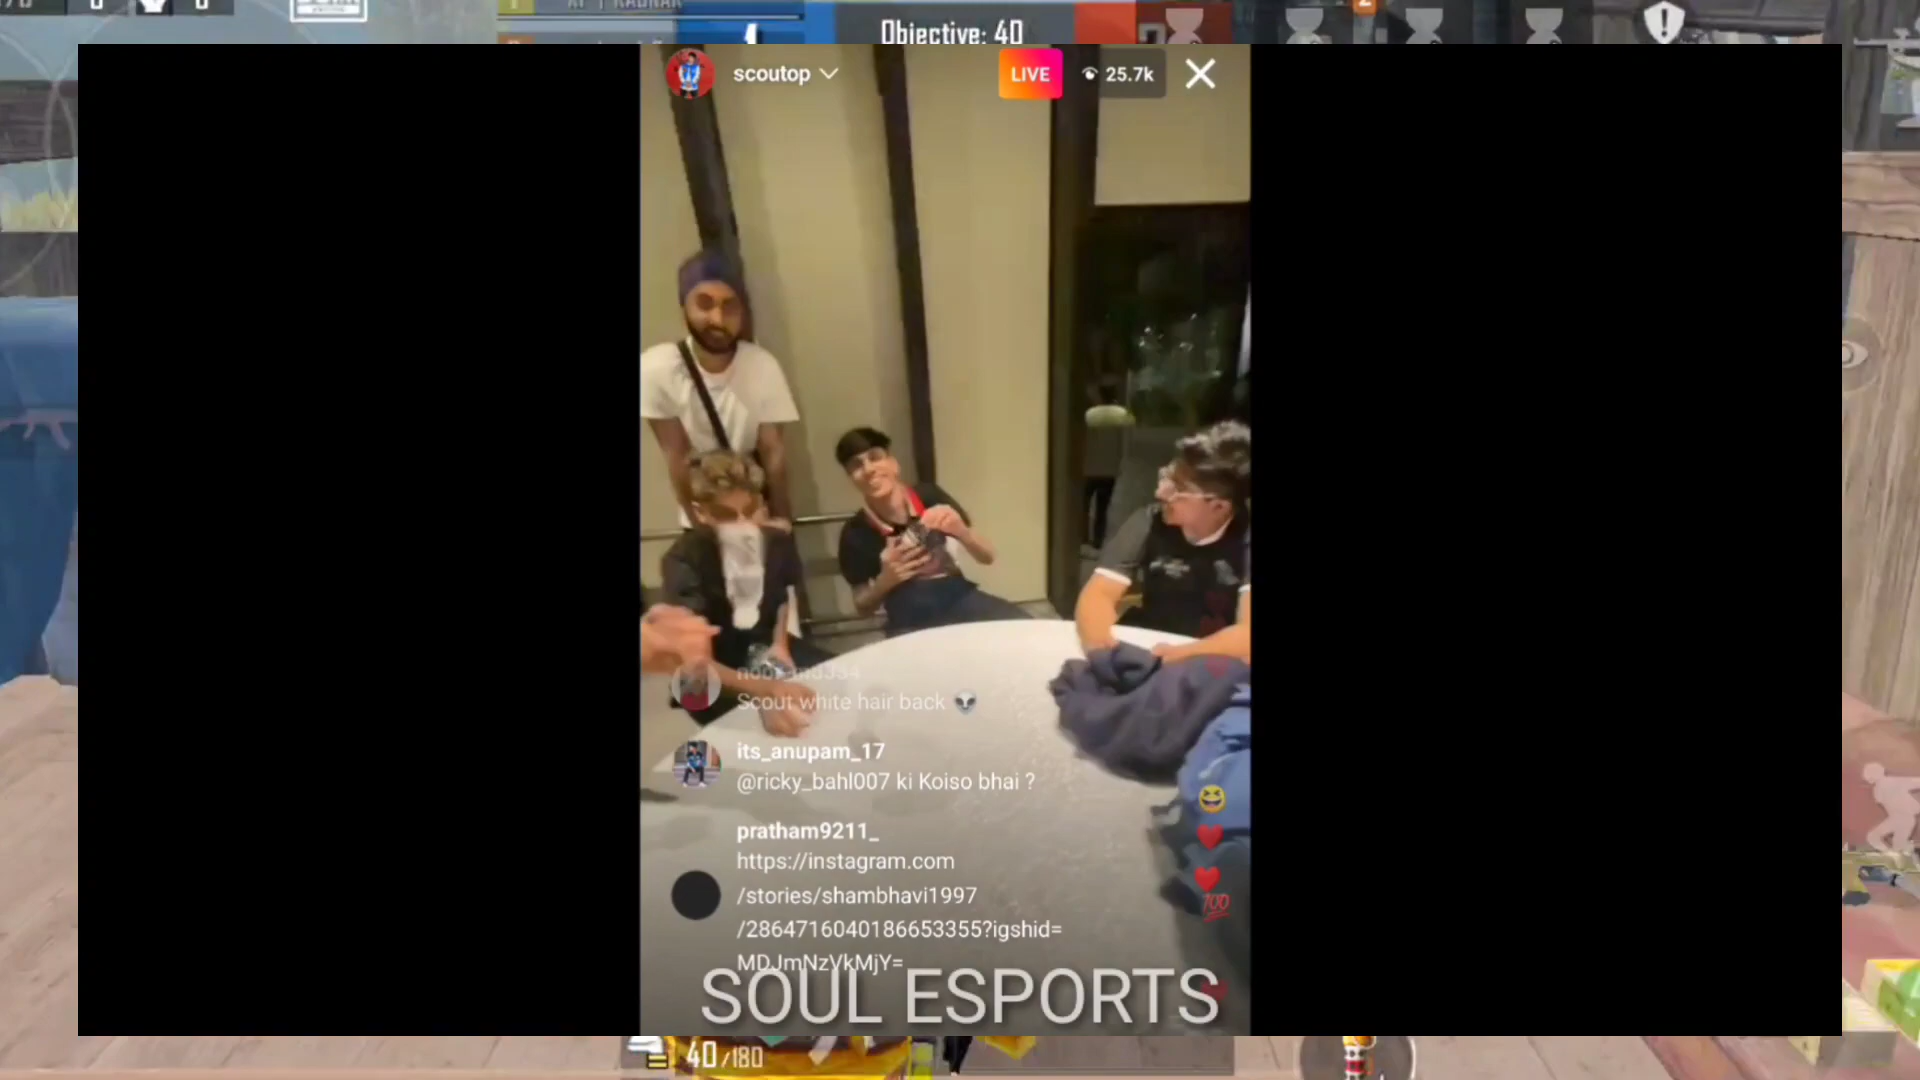 Objective: 40
scoutop
LIVE
25.7k
Scout white hair back 👽
its_anupam_17
@ricky_bahl007 ki Koiso bhai ?
pratham9211_
https://instagram.com
/stories/shambhavi1997
/2864716040186653355?igshid=
MDJmNzVkMjY=
SOUL ESPORTS
40/180